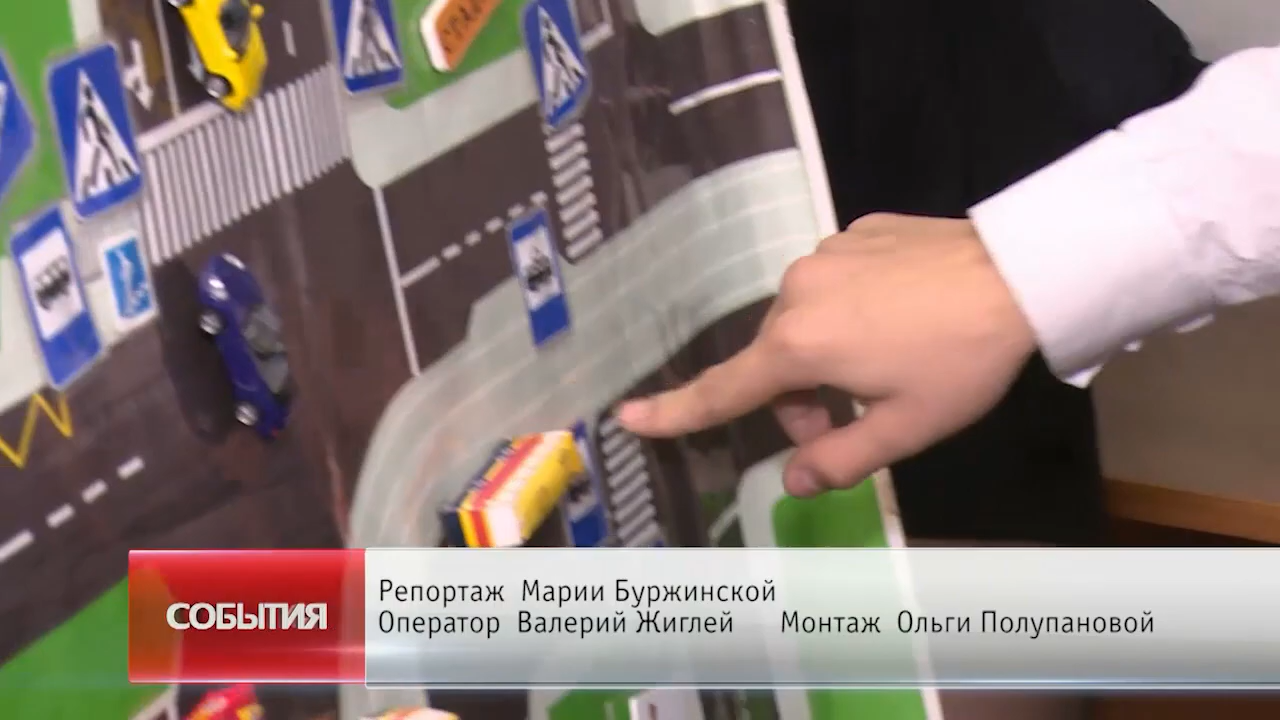 СОБЫТИЯ
Репортаж Марии Буржинской
Оператор Валерий Жиглей Монтаж Ольги Полупановой